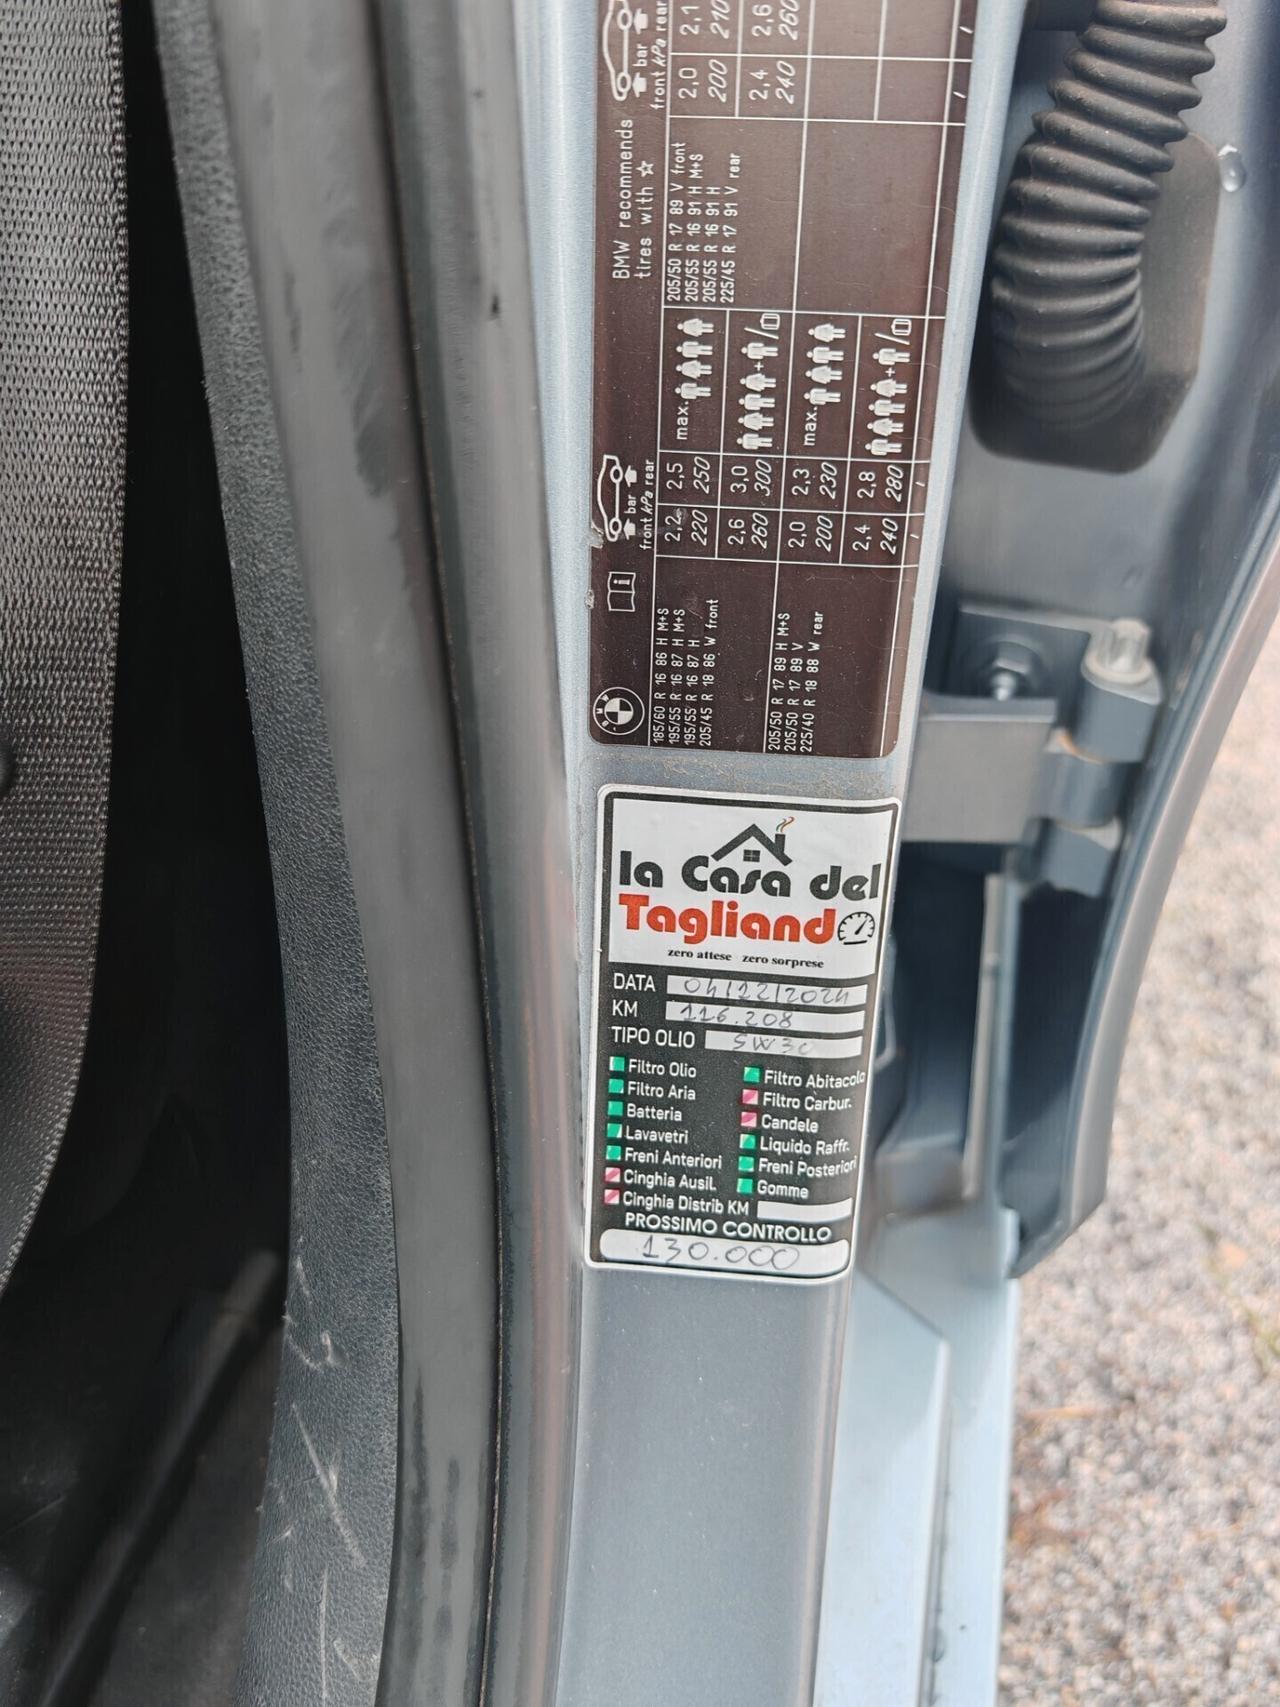 BMW recommends
tires with ☆
bar
front kPa rear
2,0 2,1
200 210
2,4 2,6
240 260
205/50 R 17 89 V front
205/55 R 16 91 H M+S
205/55 R 16 91 H
225/45 R 17 91 V rear
bar
front kPa rear
max.
2,2 2,5
220 250
2,6 3,0
260 300
max.
2,0 2,3
200 230
2,4 2,8
240 280
185/60 R 16 86 H M+S
195/55 R 16 87 H M+S
195/55 R 16 87 H
205/45 R 18 86 W front
205/50 R 17 89 H M+S
205/50 R 17 89 V
225/40 R 18 88 W rear
BMW
la Casa del
Tagliando
zero attese zero sorprese
DATA 04/12/2024
KM 116.208
TIPO OLIO 5W30
Filtro Olio Filtro Abitacolo
Filtro Aria Filtro Carbur.
Batteria Candele
Lavavetri Liquido Raffr.
Freni Anteriori Freni Posteriori
Cinghia Ausil. Gomme
Cinghia Distrib KM
PROSSIMO CONTROLLO
130.000